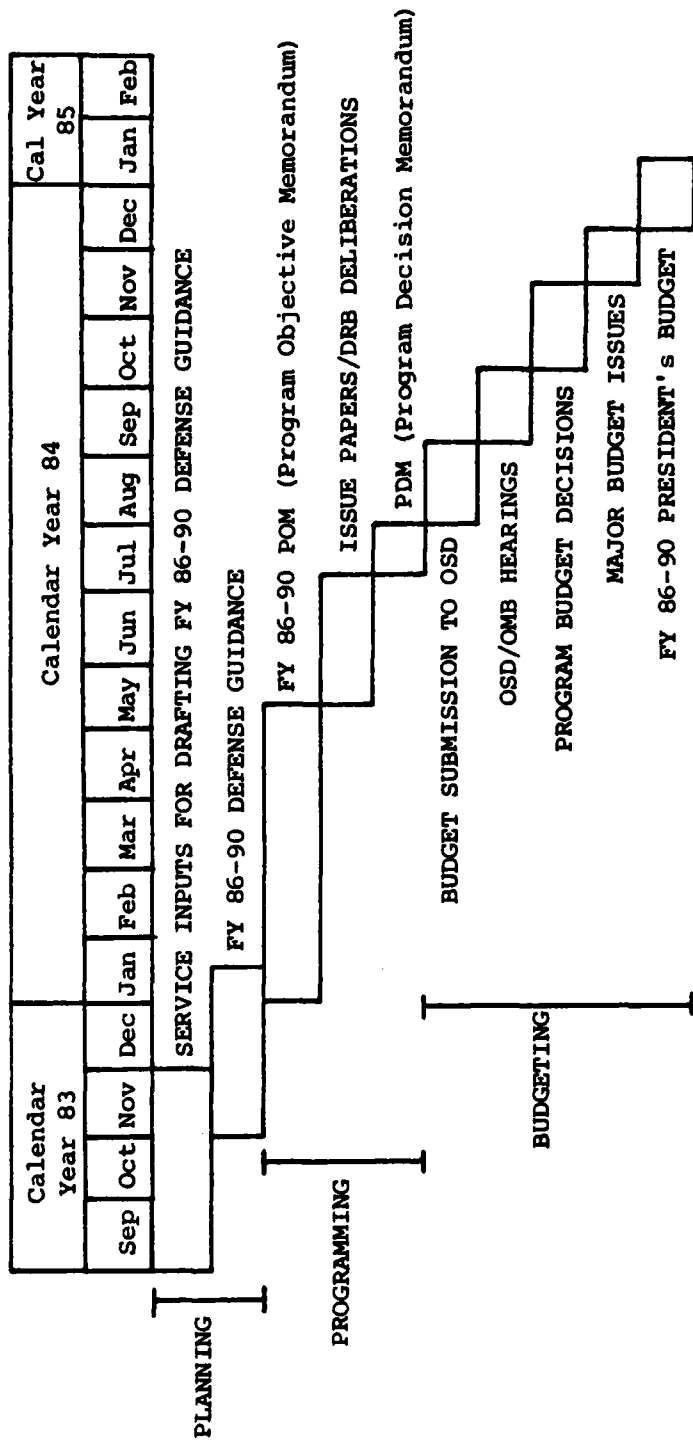 Calendar
Year 83
Calendar Year 84
Cal Year
85
Sep Oct Nov Dec Jan Feb Mar Apr May Jun Jul Aug Sep Oct Nov Dec Jan Feb
PLANNING
SERVICE INPUTS FOR DRAFTING FY 86-90 DEFENSE GUIDANCE
FY 86-90 DEFENSE GUIDANCE
PROGRAMMING
FY 86-90 POM (Program Objective Memorandum)
ISSUE PAPERS/DRB DELIBERATIONS
PDM (Program Decision Memorandum)
BUDGETING
BUDGET SUBMISSION TO OSD
OSD/OMB HEARINGS
PROGRAM BUDGET DECISIONS
MAJOR BUDGET ISSUES
FY 86-90 PRESIDENT's BUDGET